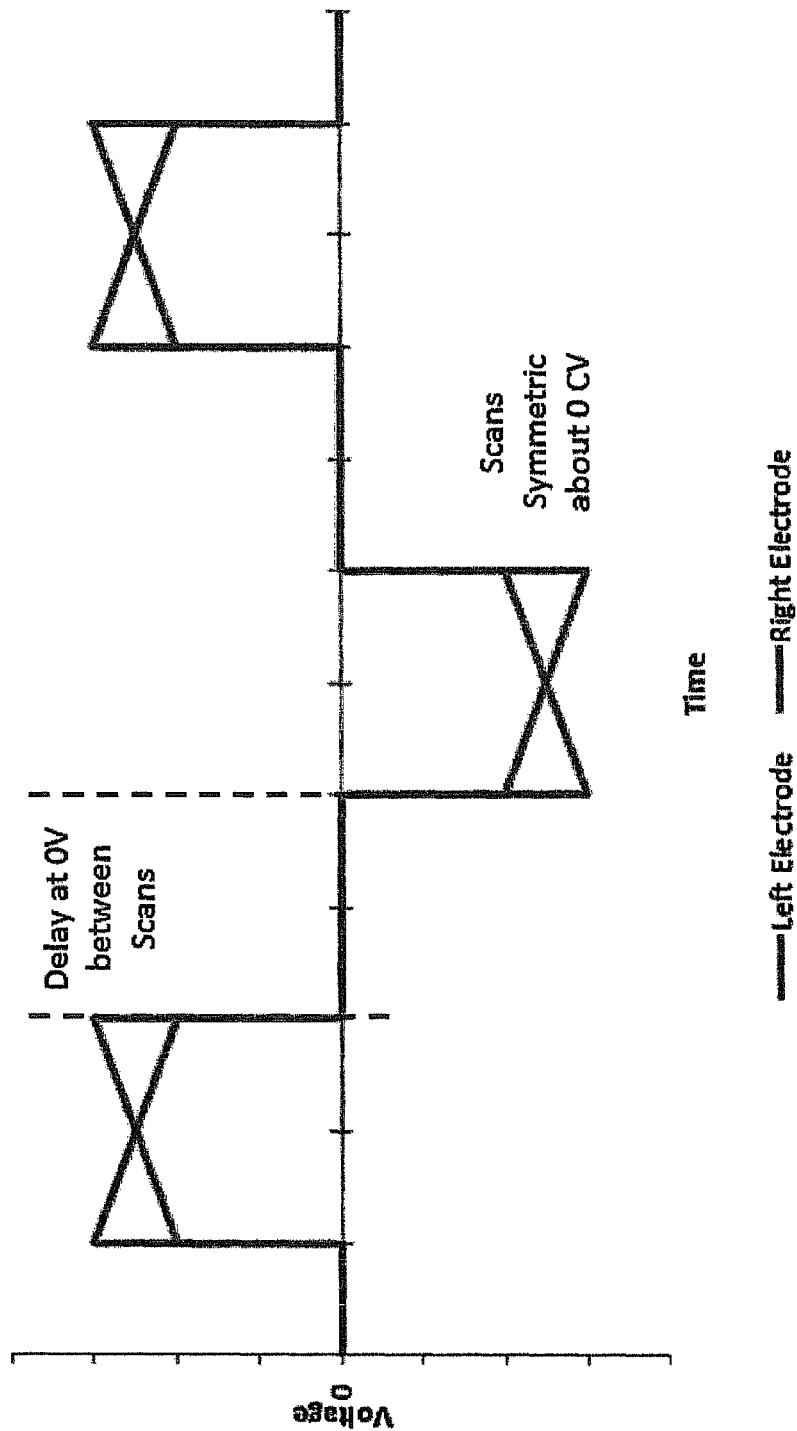 Voltage
0
Delay at 0V
between
Scans
Scans
Symmetric
about 0 CV
Time
Left Electrode
Right Electrode